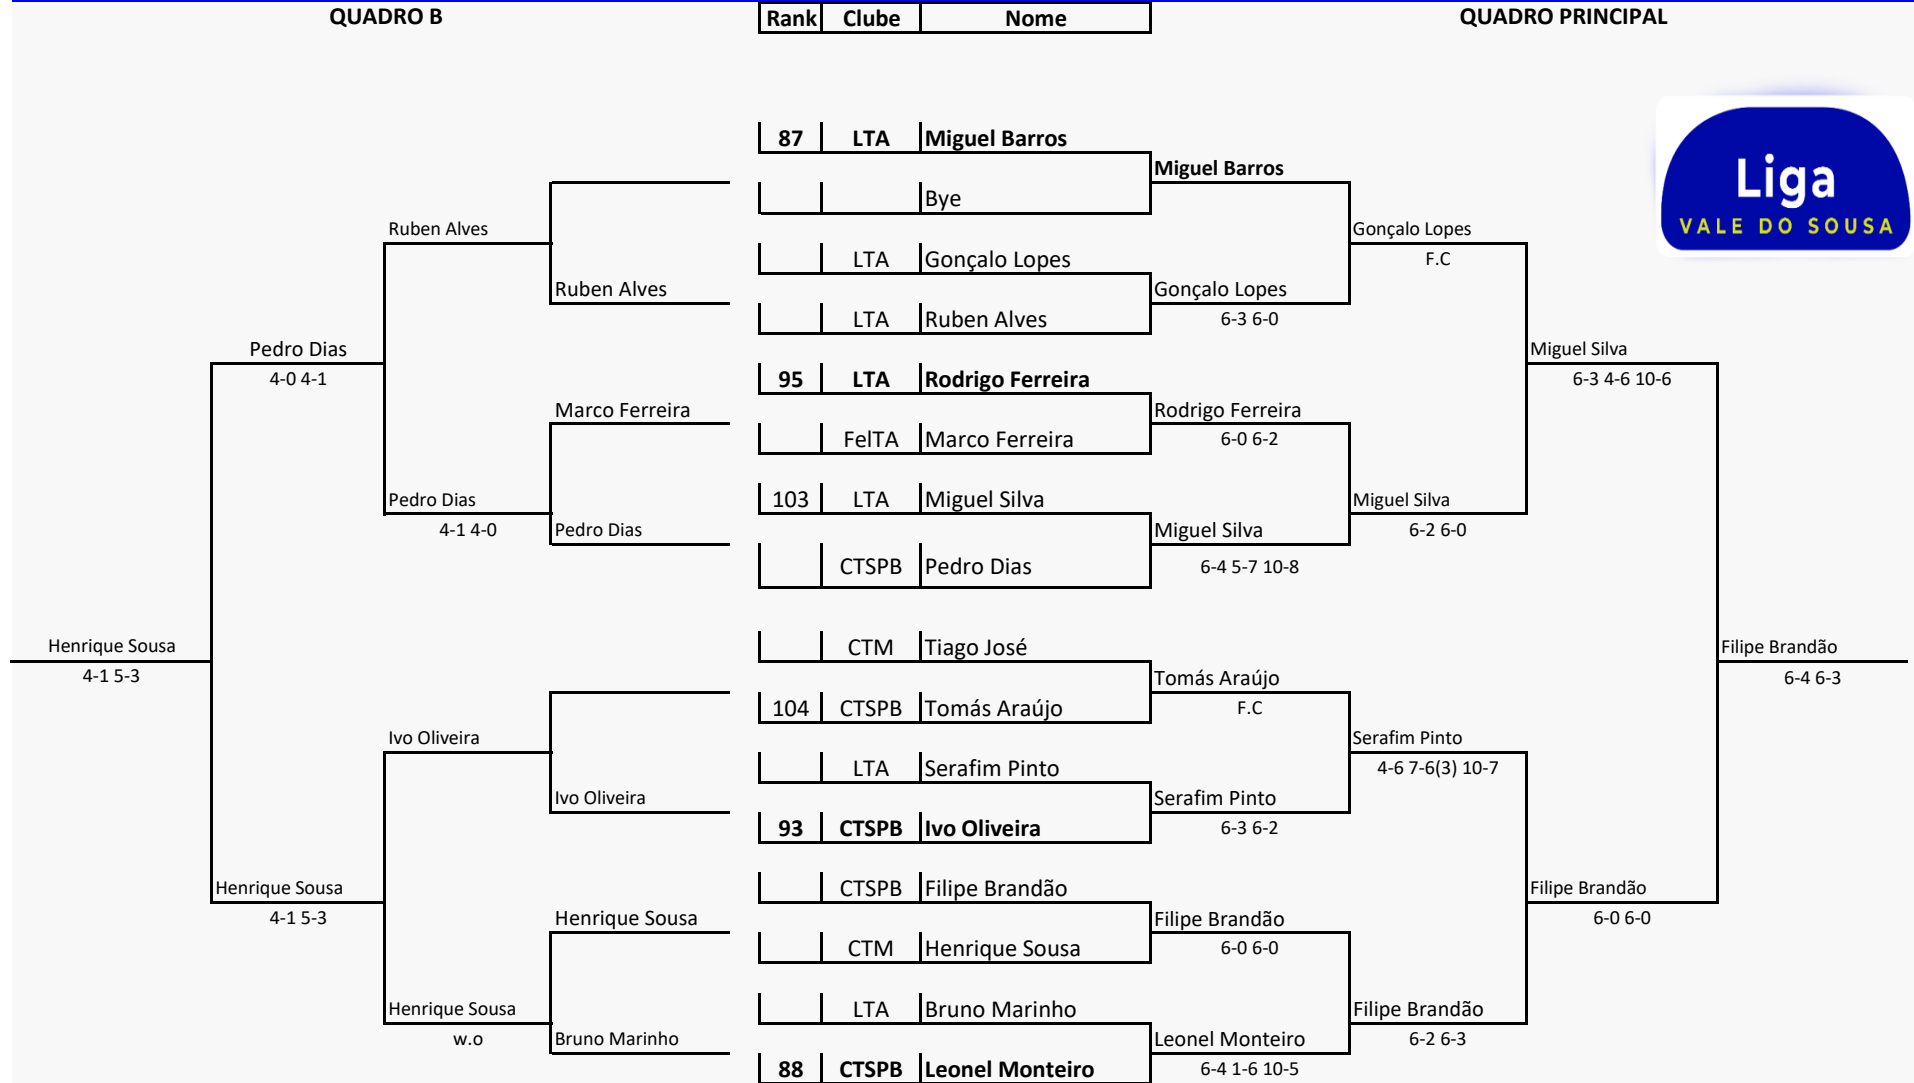 QUADRO B Rank Clube Nome QUADRO PRINCIPAL
87 LTA Miguel Barros
Miguel Barros
Bye
Liga
VALE DO SOUSA
Ruben Alves Gonçalo Lopes
LTA Gonçalo Lopes F.C
Ruben Alves Gonçalo Lopes
LTA Ruben Alves 6-3 6-0
Pedro Dias Miguel Silva
4-0 4-1 95 LTA Rodrigo Ferreira 6-3 4-6 10-6
Marco Ferreira Rodrigo Ferreira
FelTA Marco Ferreira 6-0 6-2
Pedro Dias 103 LTA Miguel Silva Miguel Silva
4-1 4-0 Pedro Dias Miguel Silva 6-2 6-0
CTSPB Pedro Dias 6-4 5-7 10-8
Henrique Sousa CTM Tiago José Filipe Brandão
4-1 5-3 Tomás Araújo 6-4 6-3
104 CTSPB Tomás Araújo F.C
Ivo Oliveira Serafim Pinto
LTA Serafim Pinto 4-6 7-6(3) 10-7
Ivo Oliveira Serafim Pinto
93 CTSPB Ivo Oliveira 6-3 6-2
Henrique Sousa CTSPB Filipe Brandão Filipe Brandão
4-1 5-3 Henrique Sousa Filipe Brandão 6-0 6-0
CTM Henrique Sousa 6-0 6-0
Henrique Sousa LTA Bruno Marinho Filipe Brandão
w.o Bruno Marinho Leonel Monteiro 6-2 6-3
88 CTSPB Leonel Monteiro 6-4 1-6 10-5